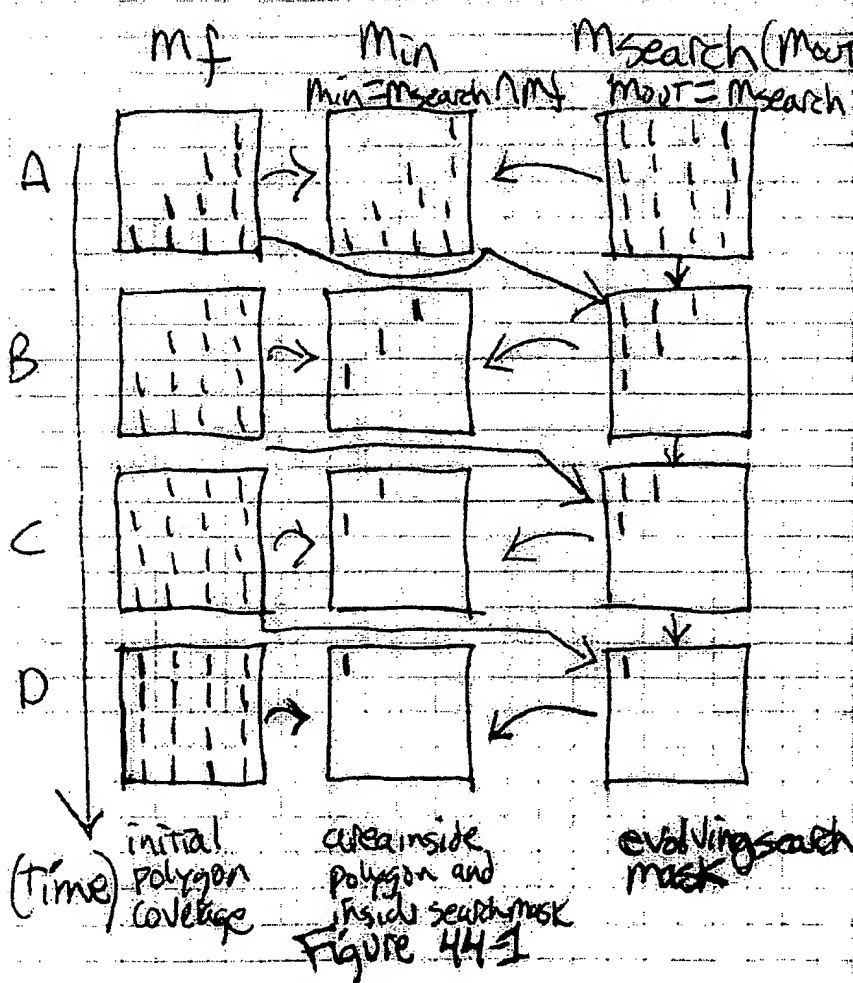 Mf Min Msearch (Mout
Min = Msearch ∩ Mf Mout = Msearch
A
B
C
D
(Time)
initial polygon coverage
area inside polygon and inside search mask
evolving search mask
Figure 44-1